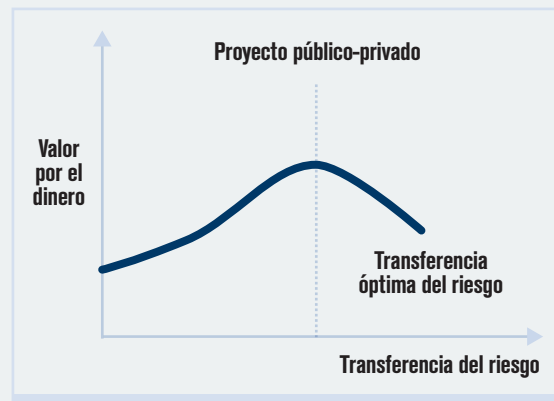 Proyecto público-privado
Valor
por el
dinero
Transferencia
óptima del riesgo
Transferencia del riesgo